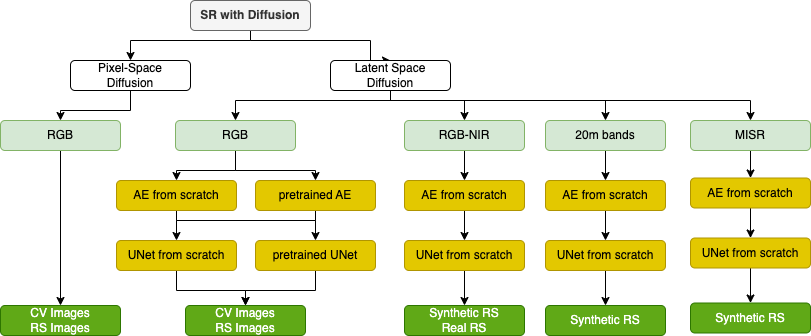 SR with Diffusion
Pixel-Space
Diffusion
Latent Space
Diffusion
RGB
RGB
RGB-NIR
20m bands
MISR
AE from scratch
pretrained AE
AE from scratch
AE from scratch
AE from scratch
UNet from scratch
pretrained UNet
UNet from scratch
UNet from scratch
UNet from scratch
CV Images
RS Images
CV Images
RS Images
Synthetic RS
Real RS
Synthetic RS
Synthetic RS